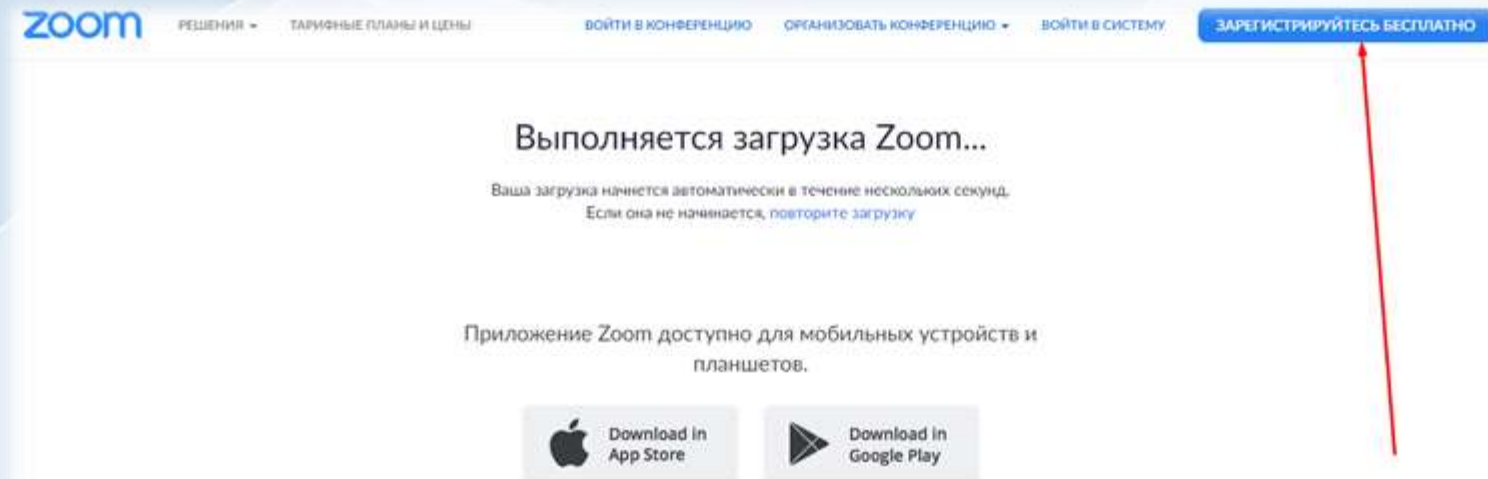 zoom
РЕШЕНИЯ ТАРИФНЫЕ ПЛАНЫ И ЦЕНЫ ВОЙТИ В КОНФЕРЕНЦИЮ ОРГАНИЗОВАТЬ КОНФЕРЕНЦИЮ ВОЙТИ В СИСТЕМУ ЗАРЕГИСТРИРУЙТЕСЬ БЕСПЛАТНО
Выполняется загрузка Zoom...
Ваша загрузка начнется автоматически в течение нескольких секунд.
Если она не начинается, повторите загрузку
Приложение Zoom доступно для мобильных устройств и
планшетов.
Download in
App Store
Download in
Google Play